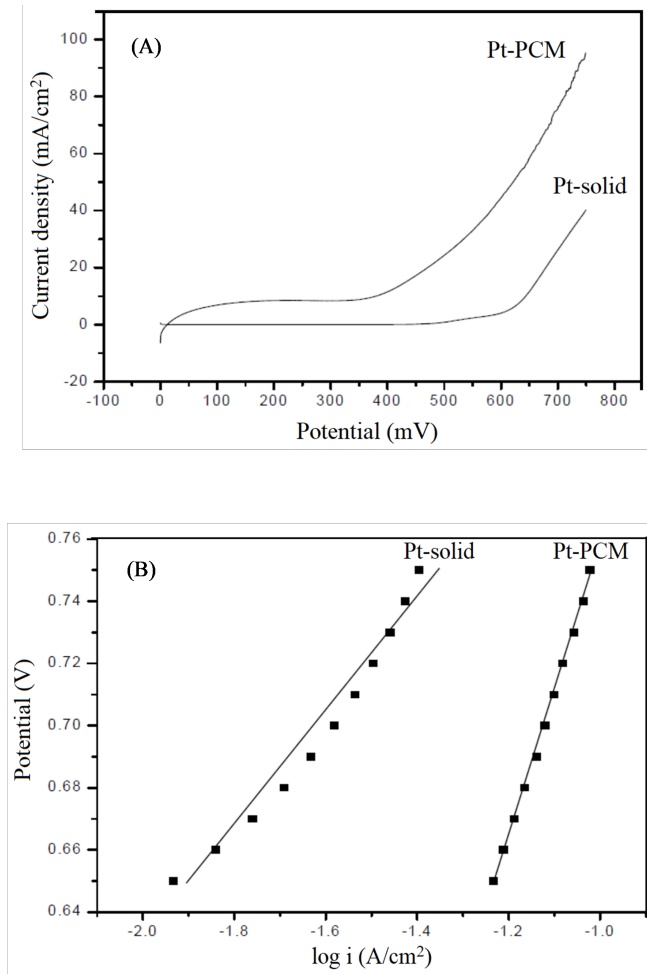 100
(A)
Pt-PCM
80
60
Pt-solid
40
20
0
-20
Current density (mA/cm²)
-100 0 100 200 300 400 500 600 700 800
Potential (mV)
0.76
Pt-solid Pt-PCM
(B)
0.74
0.72
0.70
0.68
0.66
0.64
Potential (V)
-2.0 -1.8 -1.6 -1.4 -1.2 -1.0
log i (A/cm²)